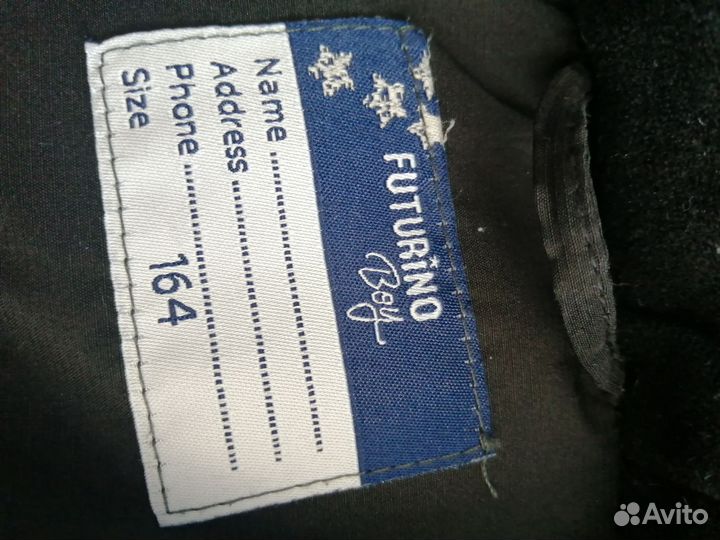 FUTURINO
Boy
Name ........................
Address ........................
Phone ........................
Size 164
Avito